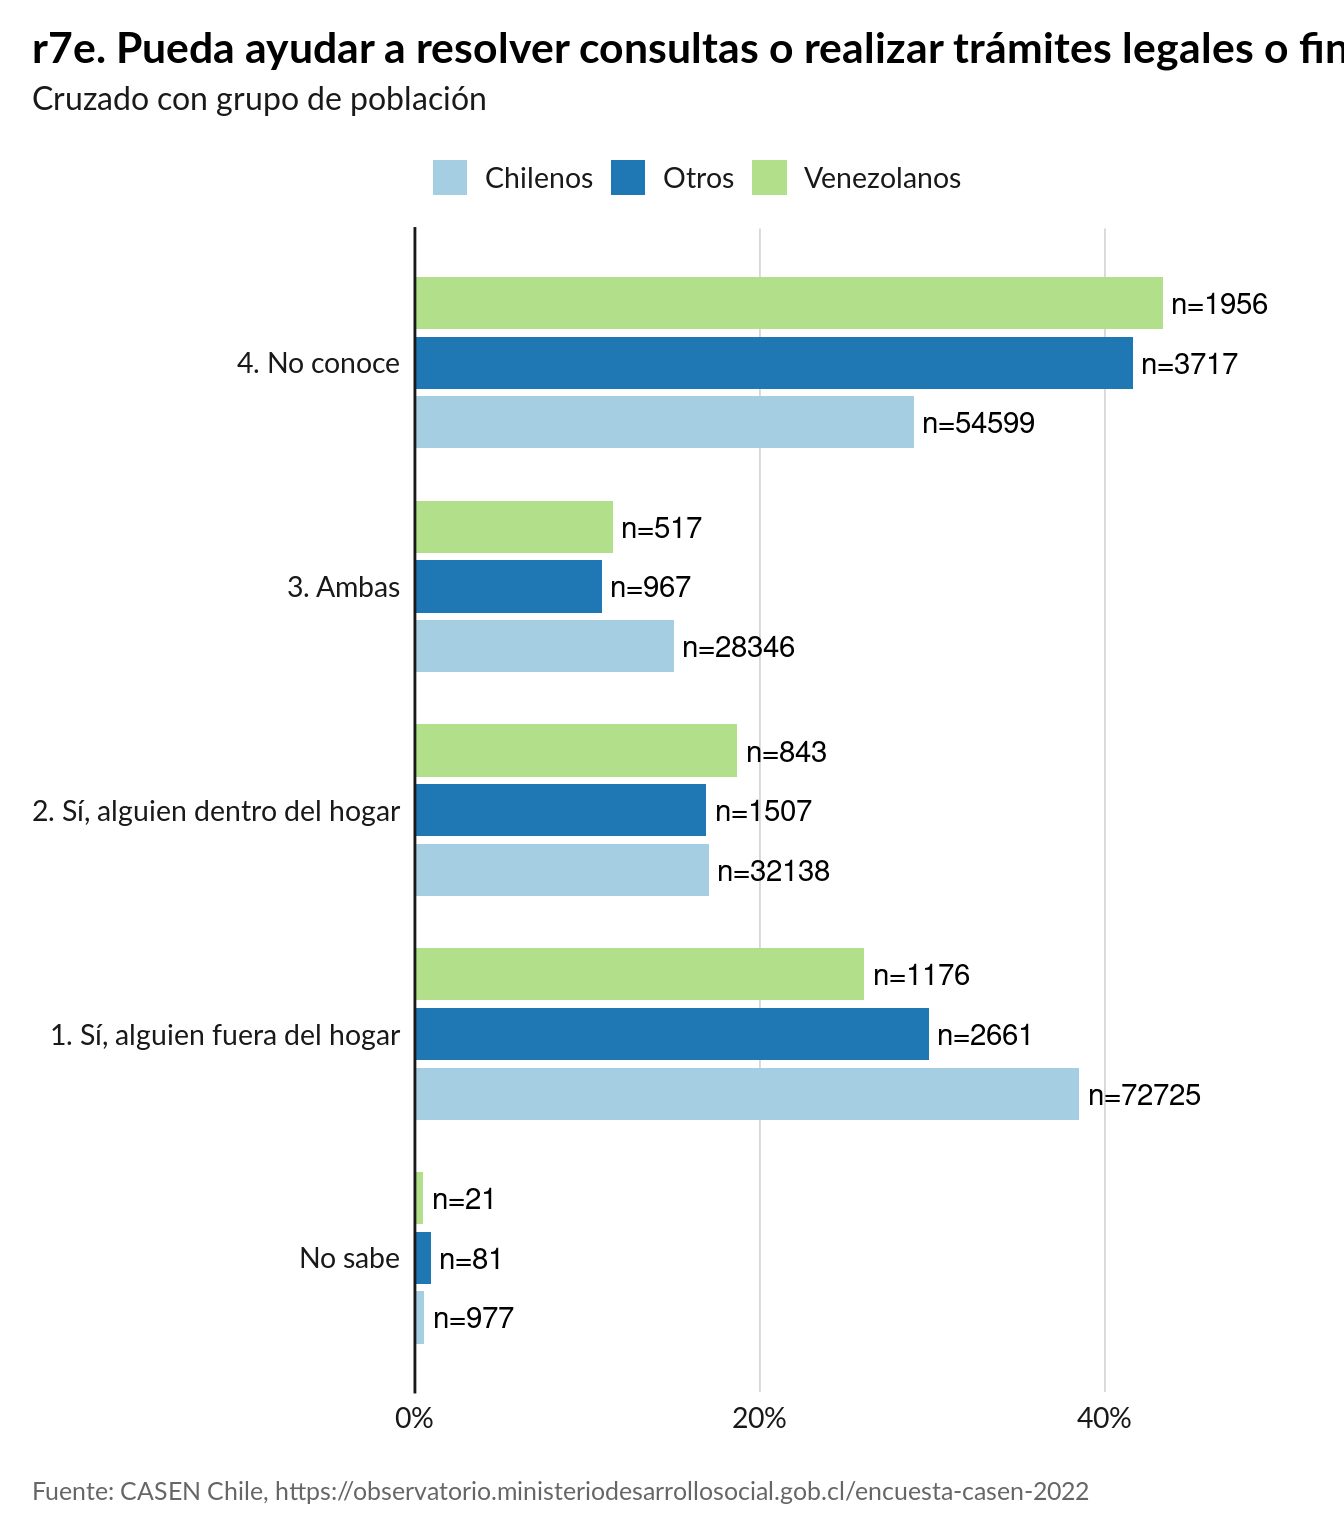 r7e. Pueda ayudar a resolver consultas o realizar trámites legales o fin
Cruzado con grupo de población
Chilenos Otros Venezolanos
n=1956
4. No conoce n=3717
n=54599
n=517
3. Ambas n=967
n=28346
n=843
2. Sí, alguien dentro del hogar n=1507
n=32138
n=1176
1. Sí, alguien fuera del hogar n=2661
n=72725
n=21
No sabe n=81
n=977
0% 20% 40%
Fuente: CASEN Chile, https://observatorio.ministeriodesarrollosocial.gob.cl/encuesta-casen-2022